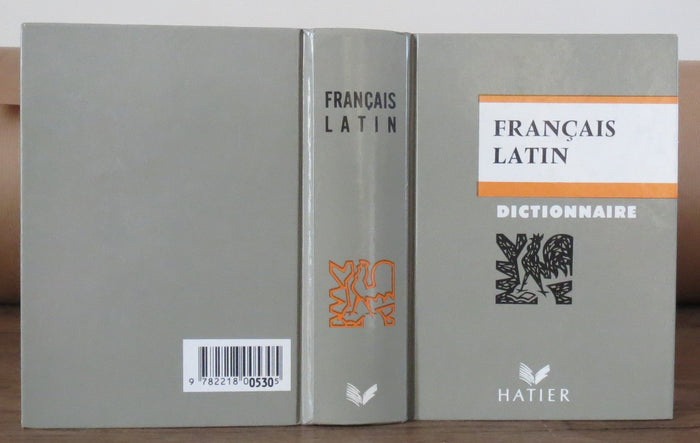 FRANÇAIS
LATIN
9 782218 005305
FRANÇAIS
LATIN
DICTIONNAIRE
HATIER